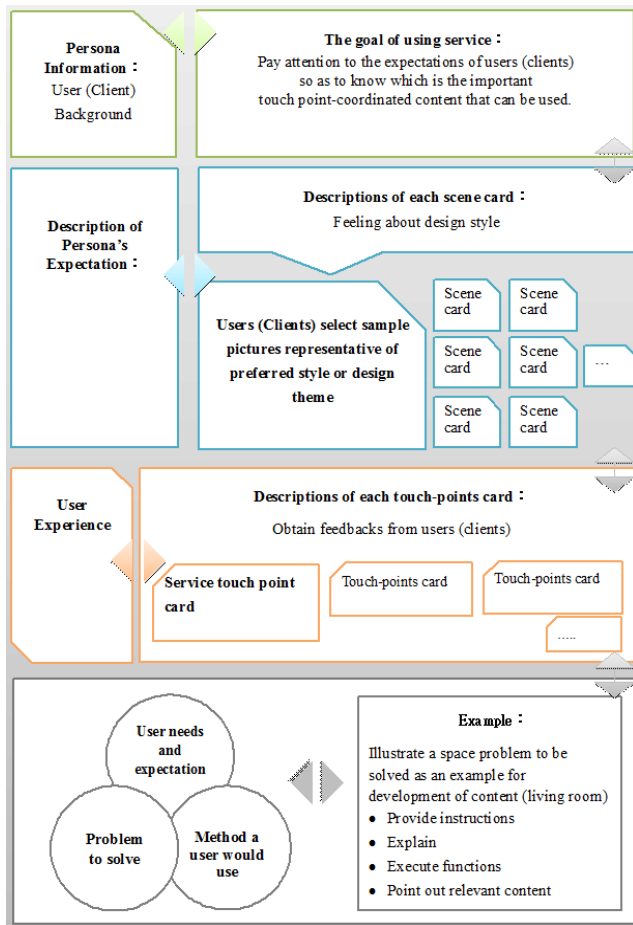 Persona
Information：
User (Client)
Background
The goal of using service：
Pay attention to the expectations of users (clients)
so as to know which is the important
touch point-coordinated content that can be used.
Description of
Persona’s
Expectation：
Descriptions of each scene card：
Feeling about design style
Users (Clients) select sample
pictures representative of
preferred style or design
theme
Scene
card
Scene
card
Scene
card
Scene
card
…
Scene
card
Scene
card
User
Experience
Descriptions of each touch-points card：
Obtain feedbacks from users (clients)
Service touch point
card
Touch-points card
Touch-points card
…..
User needs
and
expectation
Problem
to solve
Method a
user would
use
Example：
Illustrate a space problem to be
solved as an example for
development of content (living room)
● Provide instructions
● Explain
● Execute functions
● Point out relevant content